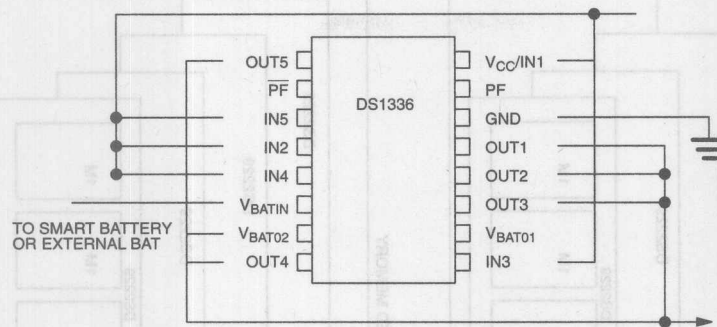 OUT5
PF
IN5
IN2
IN4
VBATIN
VBAT02
OUT4
DS1336
VCC/IN1
PF
GND
OUT1
OUT2
OUT3
VBAT01
IN3
TO SMART BATTERY
OR EXTERNAL BAT